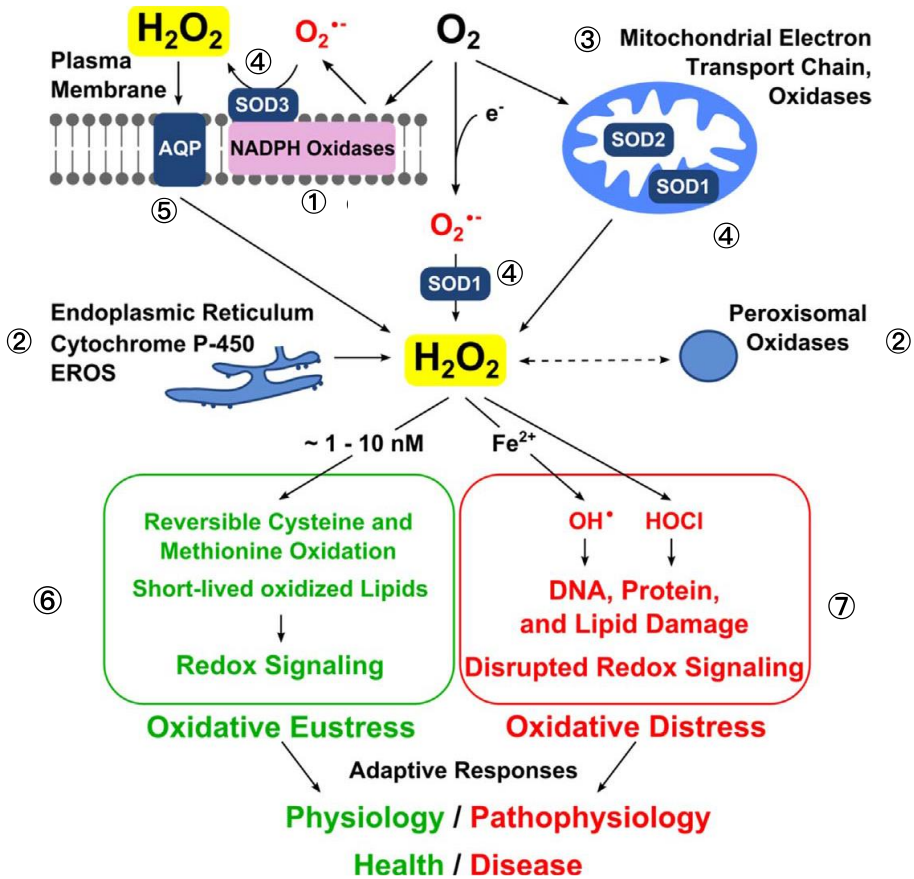 H₂O₂
O₂•-
O₂
③
Mitochondrial Electron
Transport Chain,
Oxidases
Plasma
Membrane
④
SOD3
AQP
NADPH Oxidases
e-
SOD2
SOD1
①
⑤
O₂•-
④
SOD1
④
②
Endoplasmic Reticulum
Cytochrome P-450
EROS
H₂O₂
Peroxisomal
Oxidases
②
~ 1 - 10 nM
Fe²⁺
⑥
Reversible Cysteine and
Methionine Oxidation
Short-lived oxidized Lipids
Redox Signaling
OH•
HOCl
DNA, Protein,
and Lipid Damage
Disrupted Redox Signaling
⑦
Oxidative Eustress
Oxidative Distress
Adaptive Responses
Physiology / Pathophysiology
Health / Disease